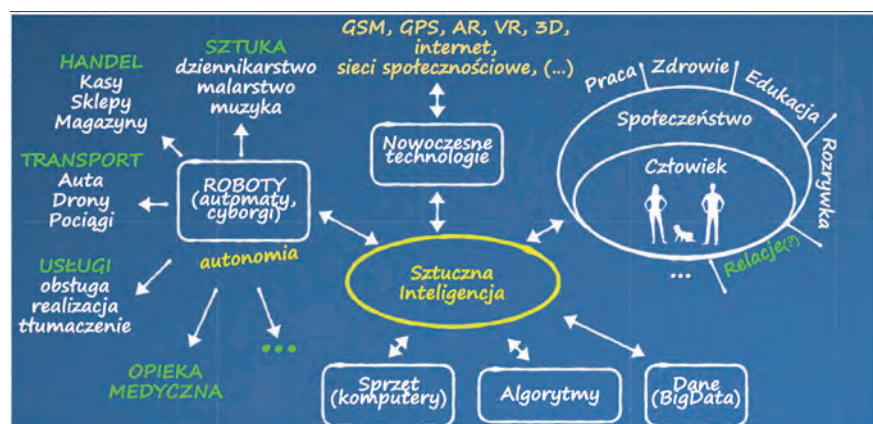 HANDEL
Kasy
Sklepy
Magazyny
SZTUKA
dziennikarstwo
malarstwo
muzyka
GSM, GPS, AR, VR, 3D,
internet,
sieci społecznościowe, (...)
Praca
Zdrowie
Edukacja
Rozrywka
Relacje(?)
...
Społeczeństwo
Człowiek
Nowoczesne
technologie
TRANSPORT
Auta
Drony
Pociągi
ROBOTY
(automaty,
cyborgi)
autonomia
USŁUGI
obsługa
realizacja
tłumaczenie
OPIEKA
MEDYCZNA
...
Sztuczna
Inteligencja
Sprzęt
(komputery)
Algorytmy
Dane
(BigData)